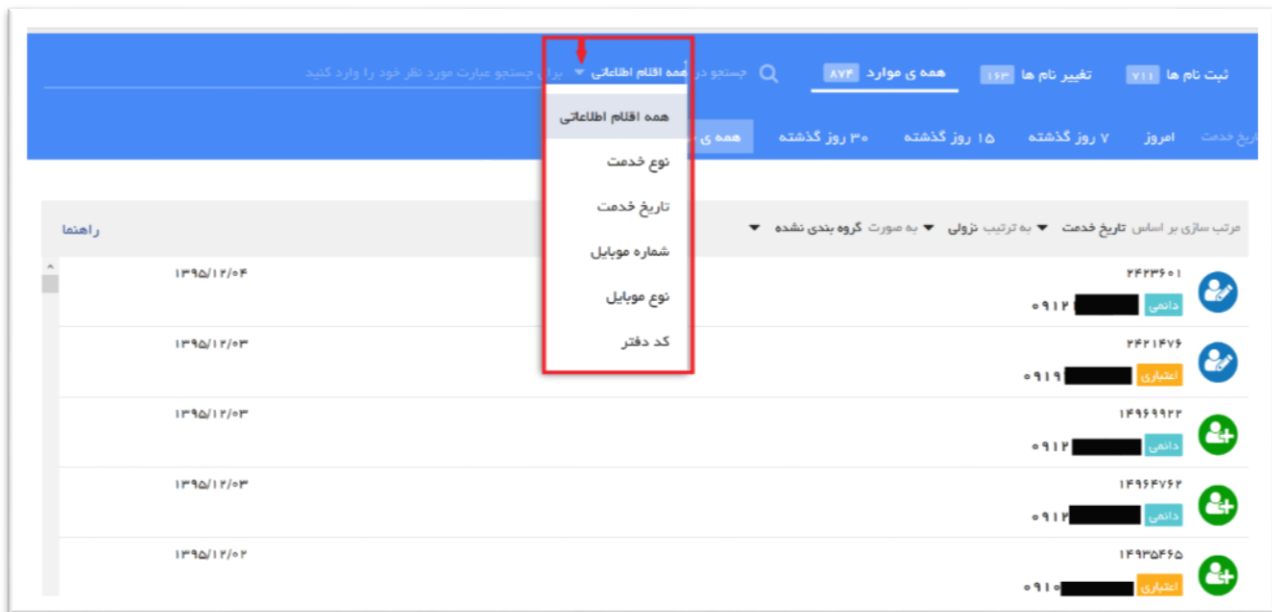 ثبت نام ها ۷۱۱ تغییر نام ها ۱۶۳ همه ی موارد ۸۷۴ جستجو در همه اقلام اطلاعاتی برای جستجو عبارت مورد نظر خود را وارد کنید
خدمت امروز ۷ روز گذشته ۱۵ روز گذشته ۳۰ روز گذشته همه ی
همه اقلام اطلاعاتی
نوع خدمت
تاریخ خدمت
شماره موبایل
نوع موبایل
کد دفتر
مرتب سازی بر اساس تاریخ خدمت به ترتیب نزولی به صورت گروه بندی نشده راهنما
۲۴۲۳۶۰۱ ۱۳۹۵/۱۲/۰۴
دائمی ۰۹۱۲
۲۴۲۱۴۷۶ ۱۳۹۵/۱۲/۰۳
اعتباری ۰۹۱۹
۱۴۹۶۹۹۲۲ ۱۳۹۵/۱۲/۰۳
دائمی ۰۹۱۲
۱۴۹۶۴۷۶۲ ۱۳۹۵/۱۲/۰۳
دائمی ۰۹۱۲
۱۴۹۳۵۴۶۵ ۱۳۹۵/۱۲/۰۲
اعتباری ۰۹۱۰